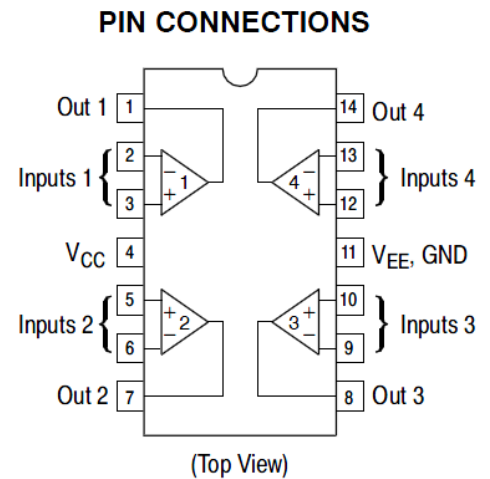 PIN CONNECTIONS
Out 1 1 14 Out 4
2 − − 13
Inputs 1 1 4 Inputs 4
3 + + 12
VCC 4 11 VEE, GND
5 + + 10
Inputs 2 2 3 Inputs 3
6 − − 9
Out 2 7 8 Out 3
(Top View)